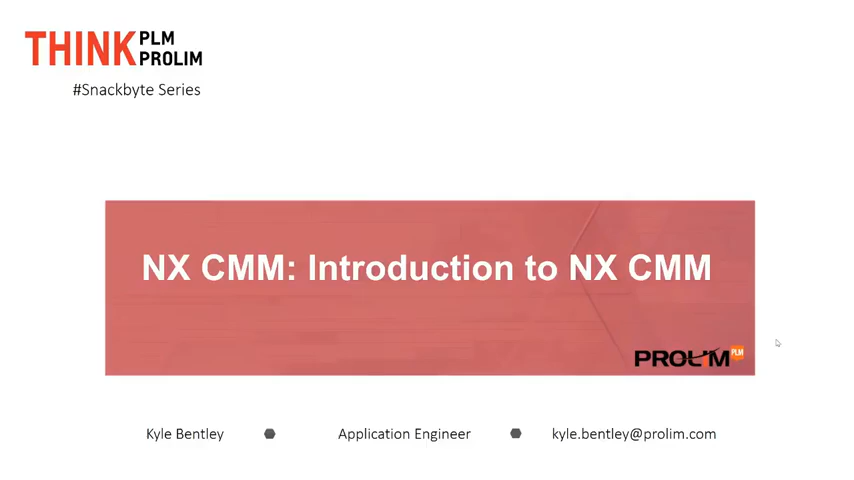 THINK PLM PROLIM
#Snackbyte Series
NX CMM: Introduction to NX CMM
PROLIM PLM
Kyle Bentley
Application Engineer
kyle.bentley@prolim.com